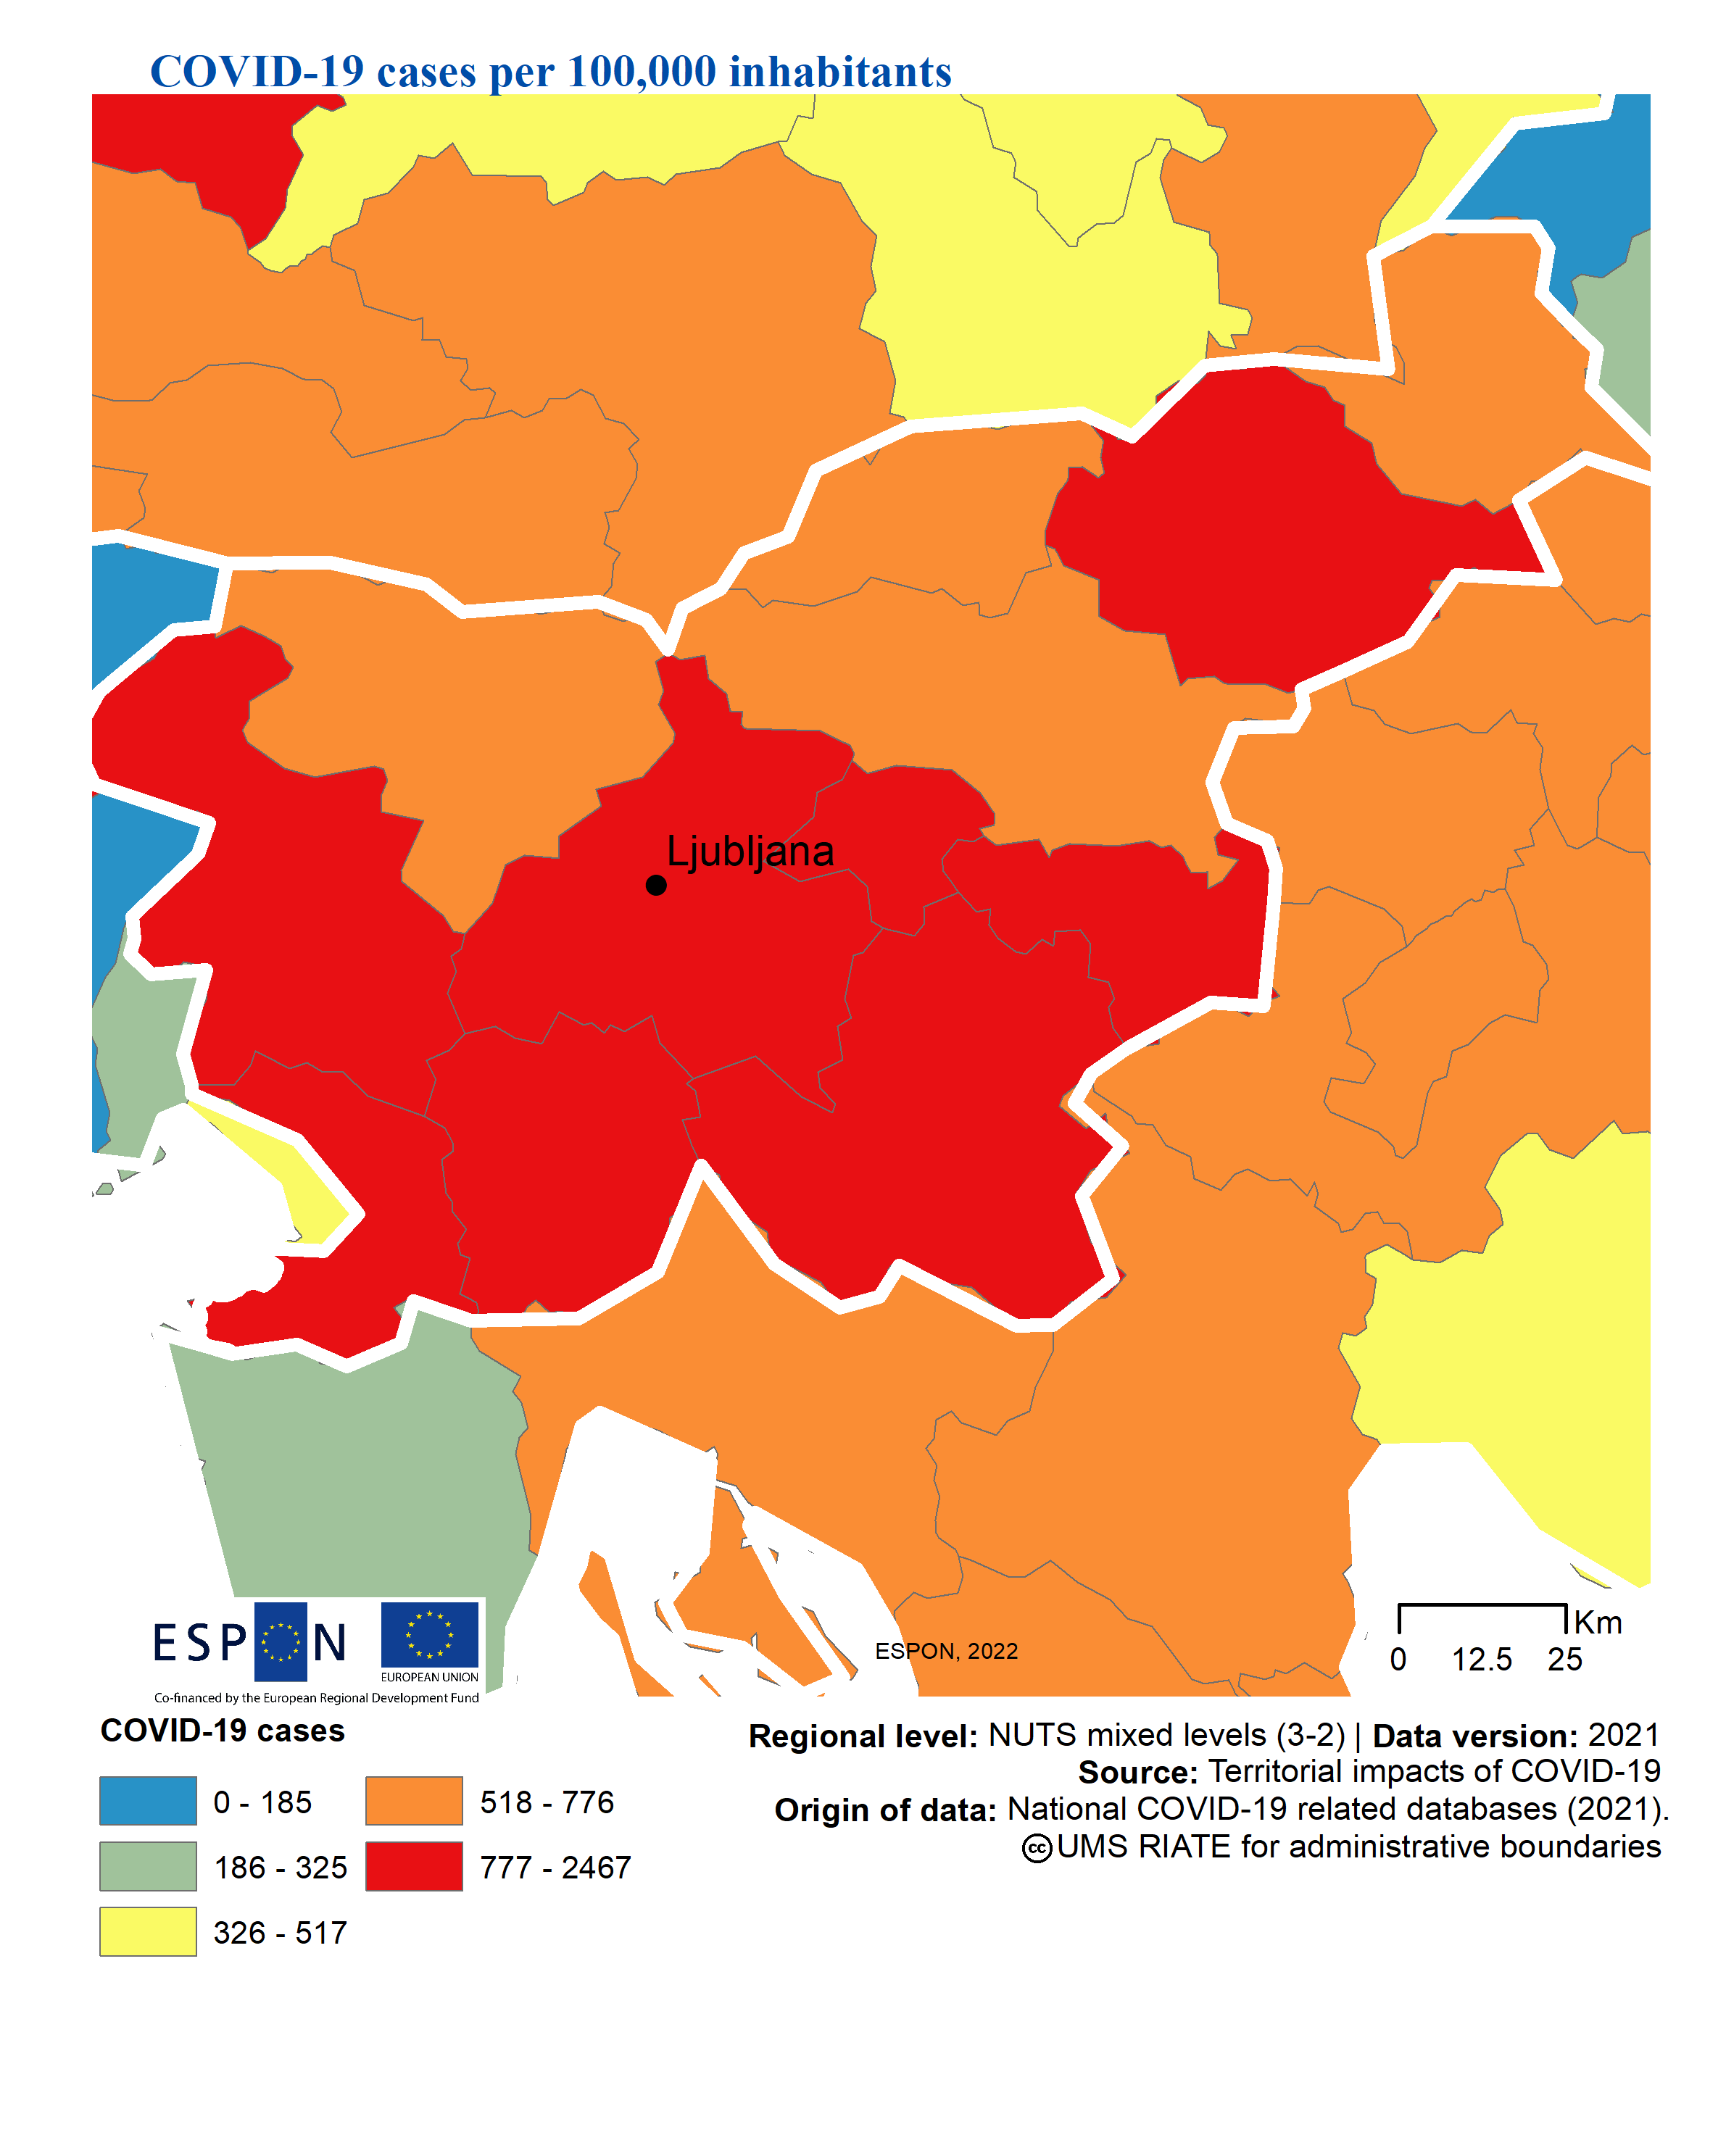 COVID-19 cases per 100,000 inhabitants
Ljubljana
ESPON
EUROPEAN UNION
Co-financed by the European Regional Development Fund
ESPON, 2022
Km
0 12.5 25
COVID-19 cases
0 - 185
186 - 325
326 - 517
518 - 776
777 - 2467
Regional level: NUTS mixed levels (3-2) | Data version: 2021
Source: Territorial impacts of COVID-19
Origin of data: National COVID-19 related databases (2021).
cc UMS RIATE for administrative boundaries